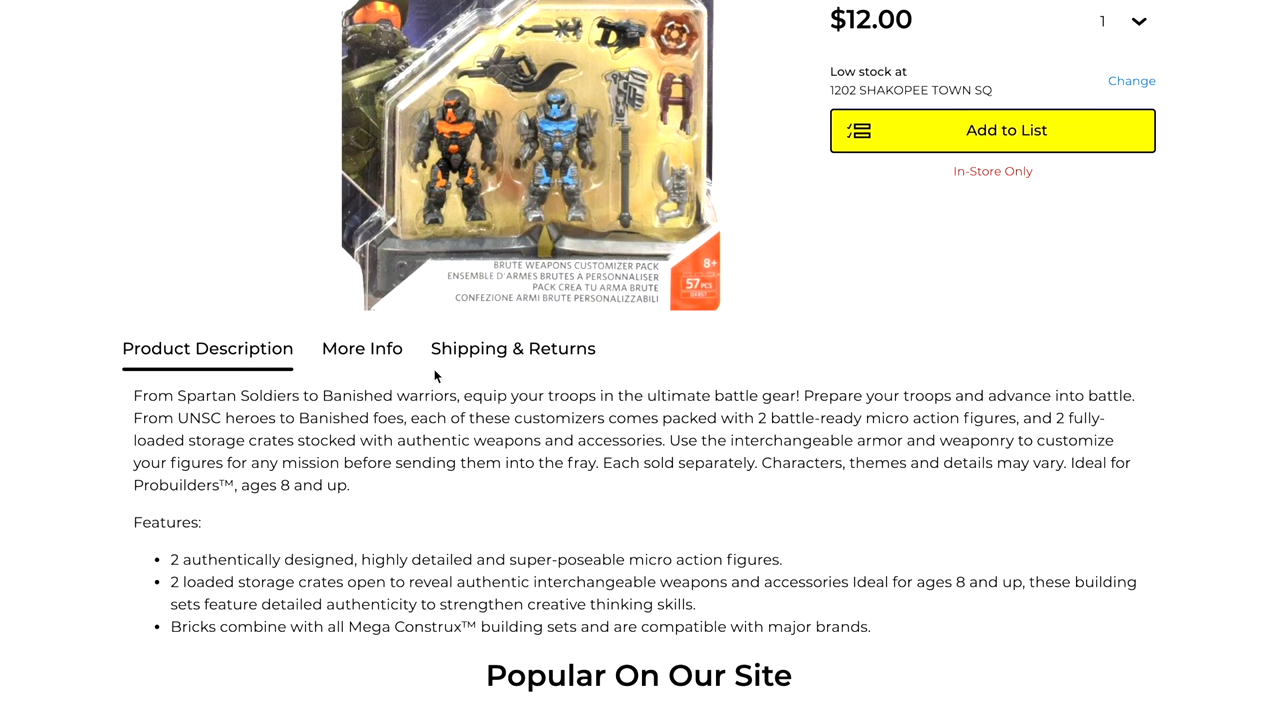 $12.00
1
Low stock at
1202 SHAKOPEE TOWN SQ
Change
Add to List
In-Store Only
BRUTE WEAPONS CUSTOMIZER PACK
ENSEMBLE D'ARMES BRUTES A PERSONNALISER
PACK CREA TU ARMA BRUTE
CONFEZIONE ARMI BRUTE PERSONALIZZABILI
8+
57 PCS
Product Description
More Info
Shipping & Returns
From Spartan Soldiers to Banished warriors, equip your troops in the ultimate battle gear! Prepare your troops and advance into battle.
From UNSC heroes to Banished foes, each of these customizers comes packed with 2 battle-ready micro action figures, and 2 fully-
loaded storage crates stocked with authentic weapons and accessories. Use the interchangeable armor and weaponry to customize
your figures for any mission before sending them into the fray. Each sold separately. Characters, themes and details may vary. Ideal for
Probuilders™, ages 8 and up.
Features:
• 2 authentically designed, highly detailed and super-poseable micro action figures.
• 2 loaded storage crates open to reveal authentic interchangeable weapons and accessories Ideal for ages 8 and up, these building
sets feature detailed authenticity to strengthen creative thinking skills.
• Bricks combine with all Mega Construx™ building sets and are compatible with major brands.
Popular On Our Site